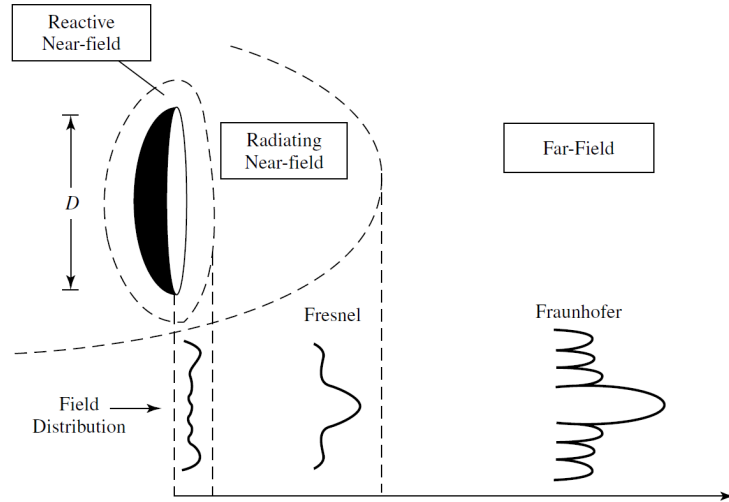 Reactive
Near-field
Radiating
Near-field
Far-Field
D
Fresnel
Fraunhofer
Field
Distribution